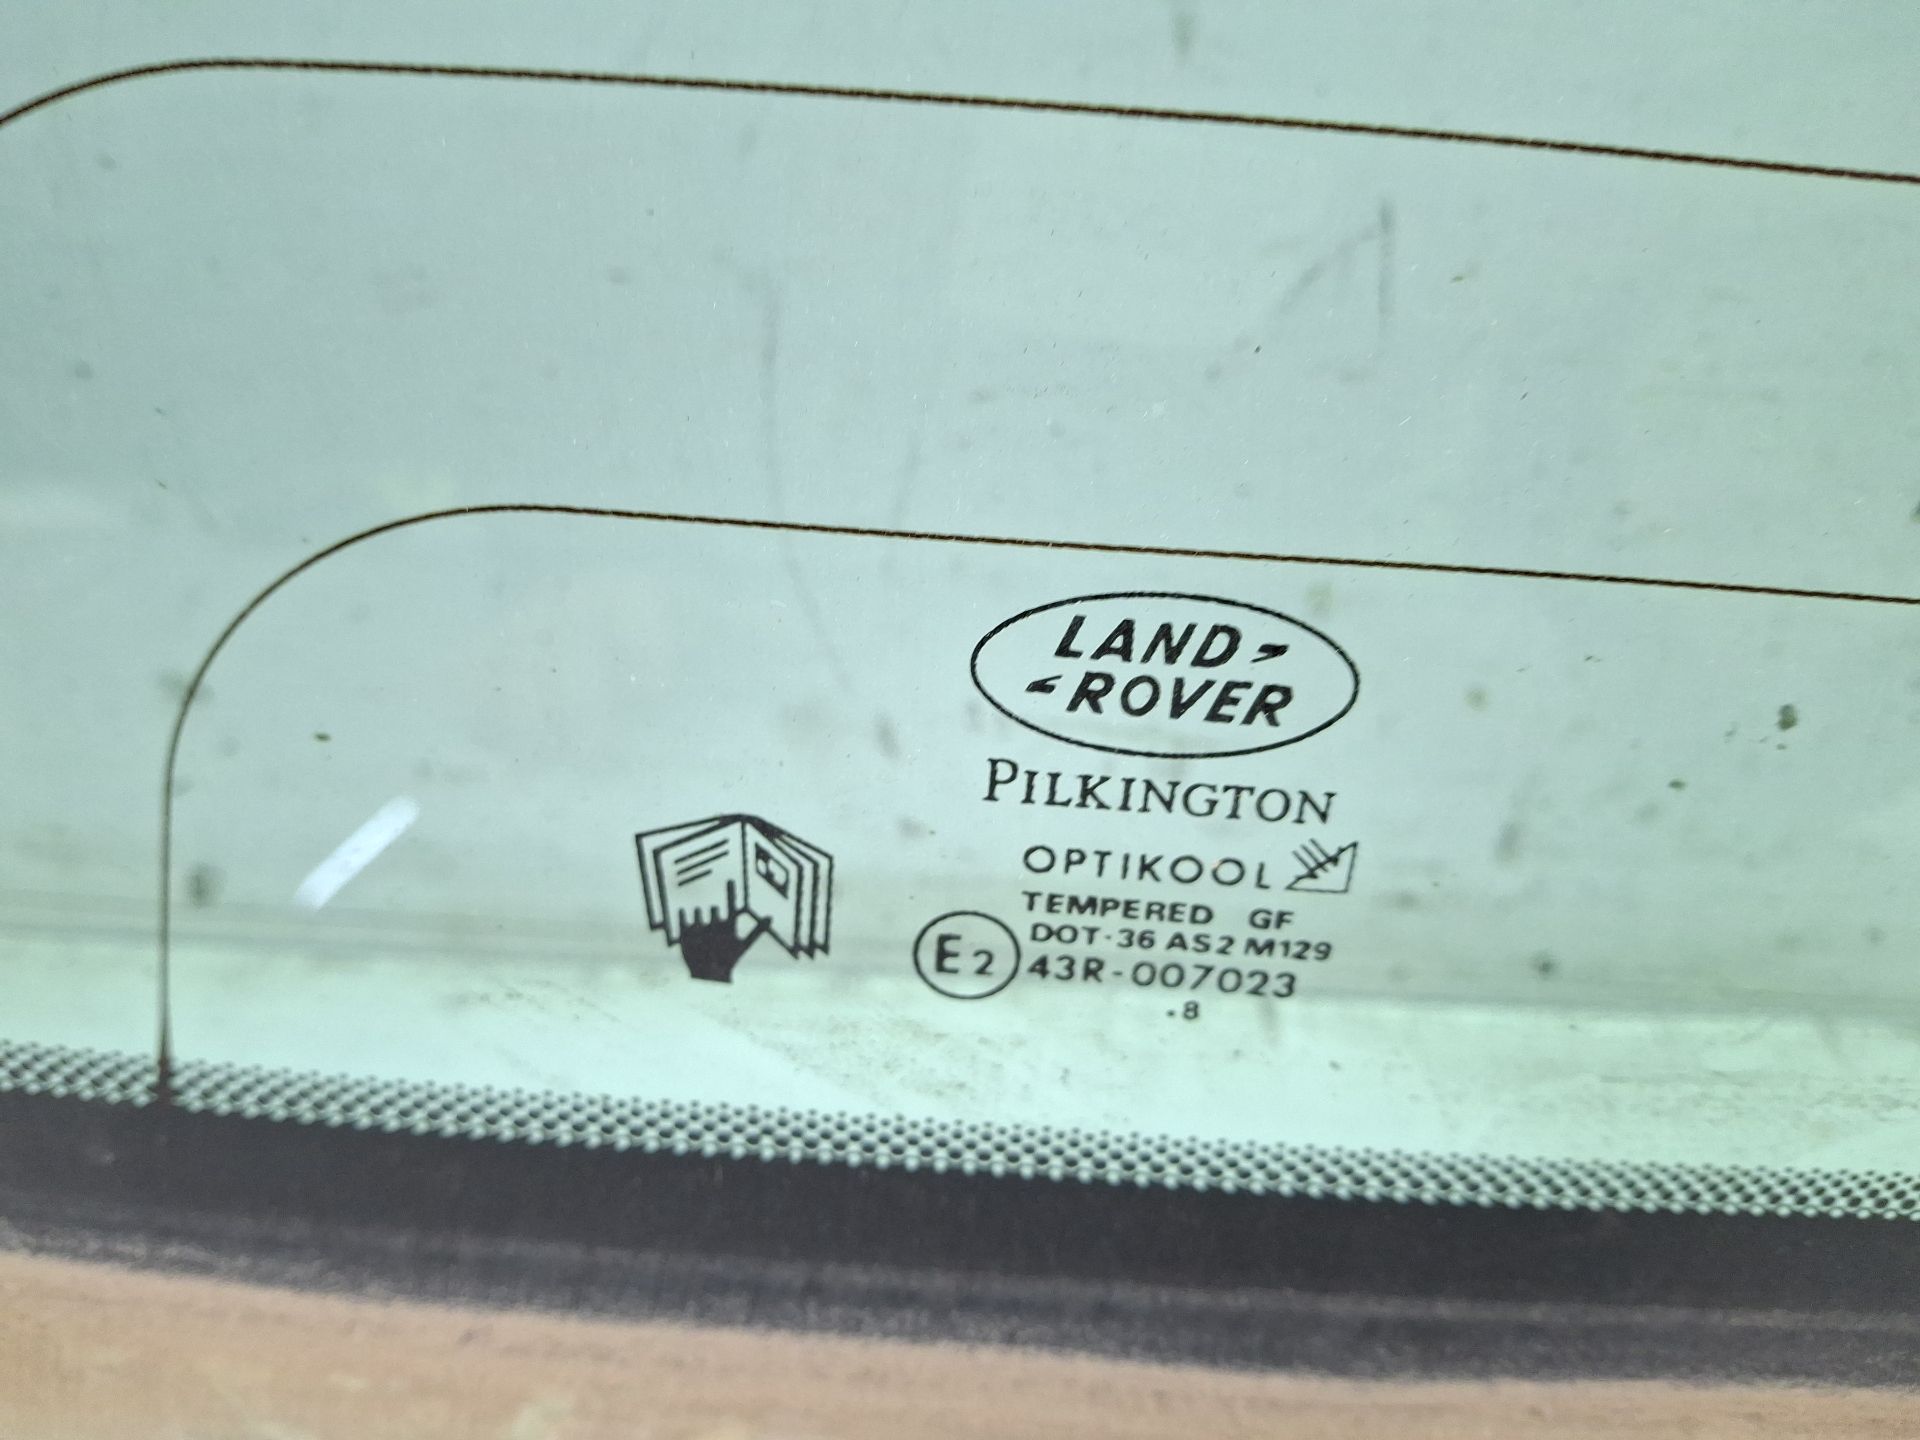 LAND
ROVER
PILKINGTON
OPTIKOOL
TEMPERED GF
DOT·36 AS2 M129
E2 43R-007023
.8